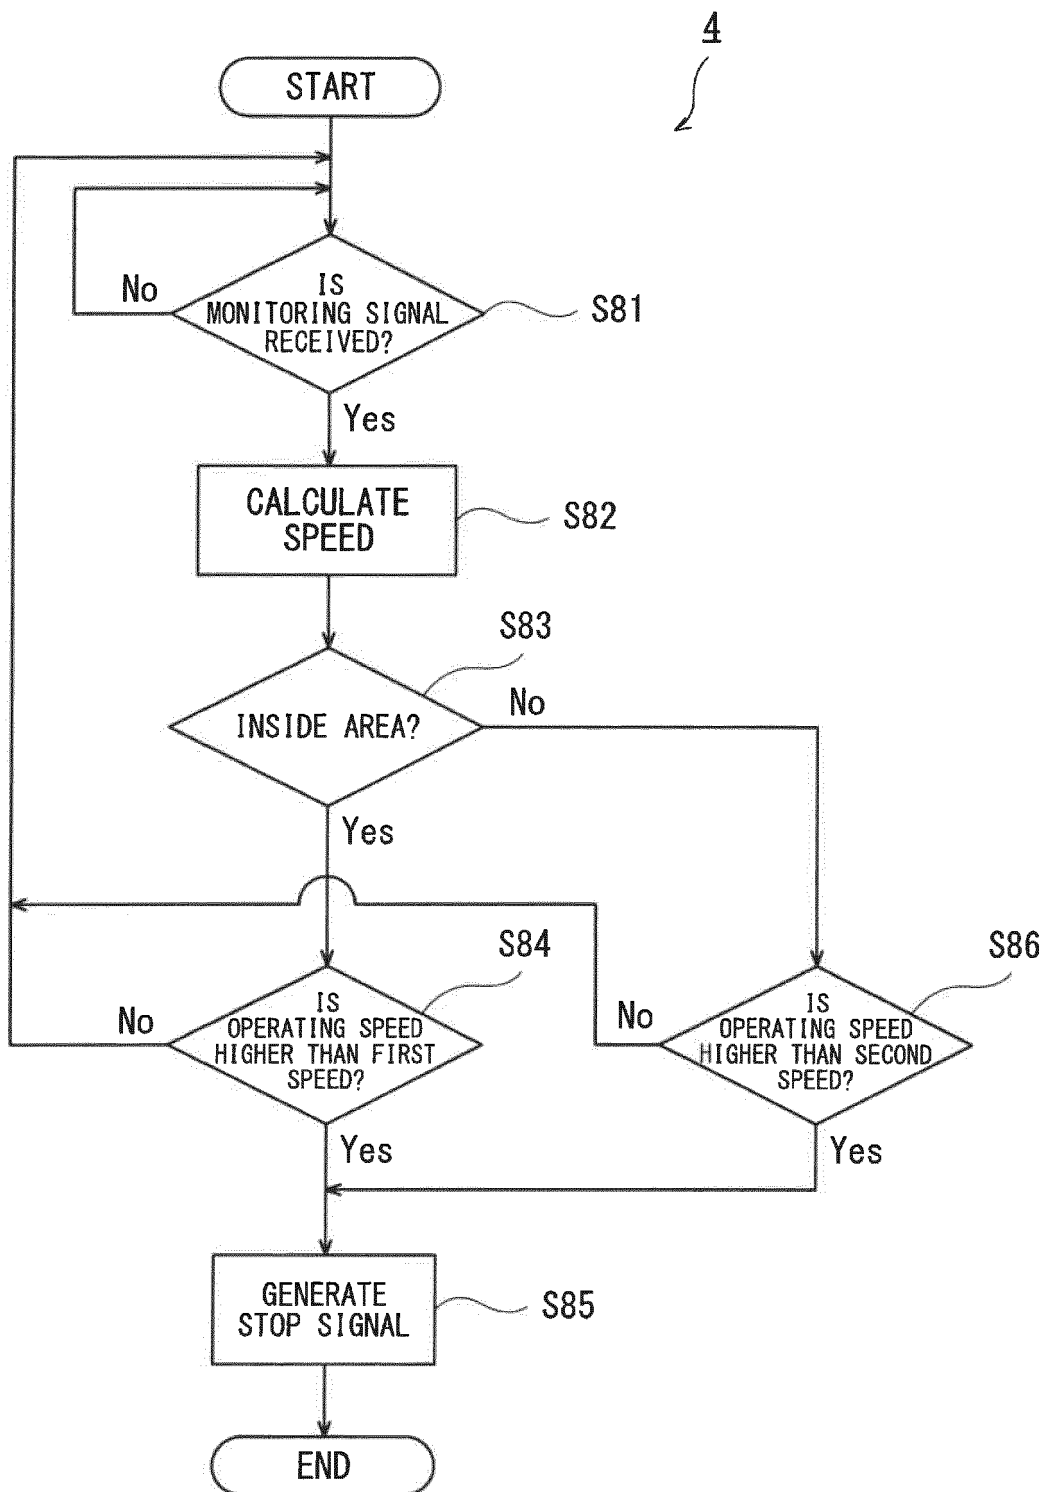 4
START
IS
MONITORING SIGNAL
RECEIVED?
No
S81
Yes
CALCULATE
SPEED
S82
S83
INSIDE AREA?
No
Yes
S84
S86
IS
OPERATING SPEED
HIGHER THAN FIRST
SPEED?
No
IS
OPERATING SPEED
HIGHER THAN SECOND
SPEED?
No
Yes
Yes
GENERATE
STOP SIGNAL
S85
END